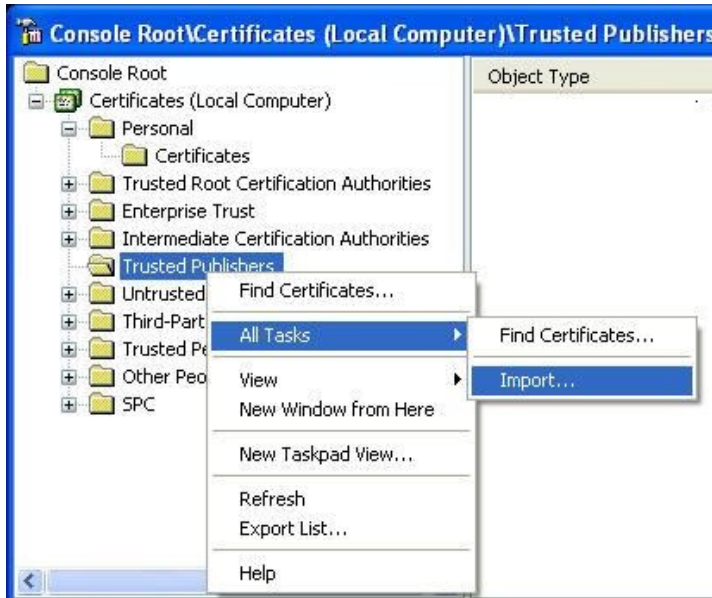 Console Root\Certificates (Local Computer)\Trusted Publishers
Console Root
Object Type
Certificates (Local Computer)
Personal
Certificates
Trusted Root Certification Authorities
Enterprise Trust
Intermediate Certification Authorities
Trusted Publishers
Untrusted
Third-Part
Trusted Pe
Other Peo
SPC
Find Certificates...
All Tasks
View
New Window from Here
New Taskpad View...
Refresh
Export List...
Help
Find Certificates...
Import...